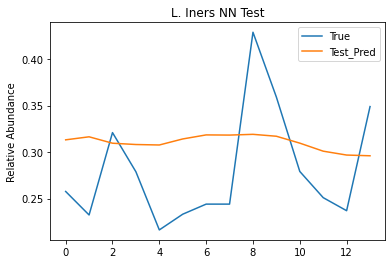 L. Iners NN Test
True
Test_Pred
Relative Abundance
0.40
0.35
0.30
0.25
0 2 4 6 8 10 12